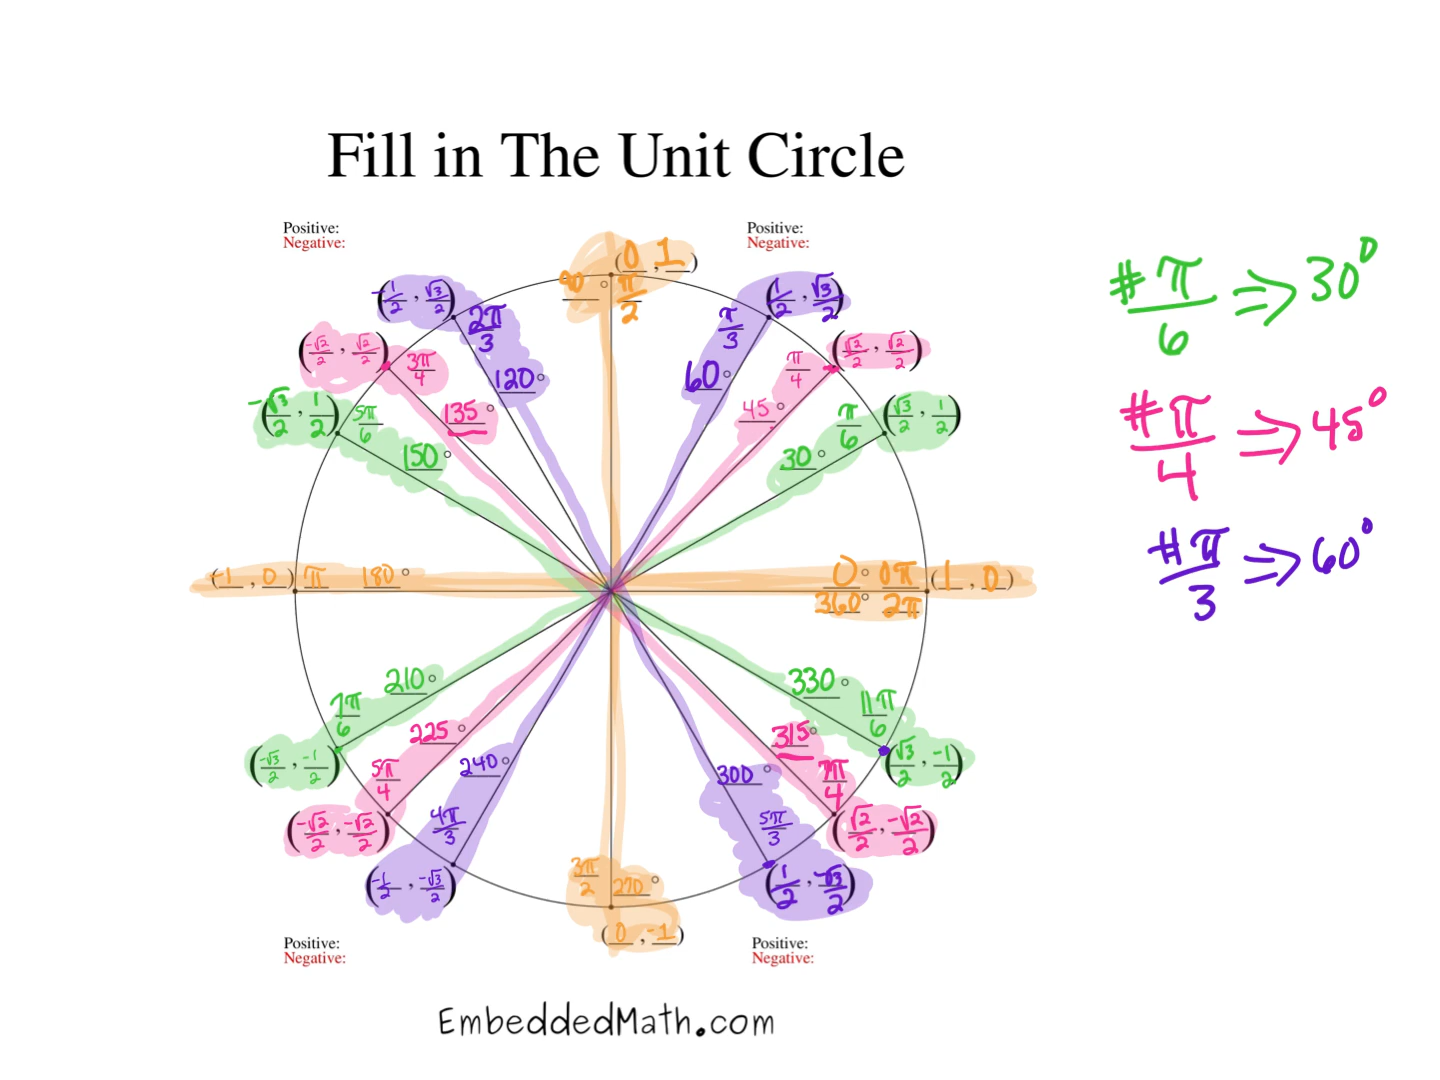 Fill in The Unit Circle
Positive:
Negative:
Positive:
Negative:
(0, 1)
90° π/2
(-1/2, √3/2)
2π/3
120°
(1/2, √3/2)
π/3
60°
(-√2/2, √2/2)
3π/4
135°
(√2/2, √2/2)
π/4
45°
(-√3/2, 1/2)
5π/6
150°
(√3/2, 1/2)
π/6
30°
(-1, 0) π 180°
0° 0π (1, 0)
360° 2π
210°
7π/6
(-√3/2, -1/2)
330°
11π/6
(√3/2, -1/2)
225°
5π/4
(-√2/2, -√2/2)
315°
7π/4
(√2/2, -√2/2)
240°
4π/3
(-1/2, -√3/2)
300°
5π/3
(1/2, -√3/2)
3π/2 270°
(0, -1)
Positive:
Negative:
Positive:
Negative:
EmbeddedMath.com
#π/6 ⇒ 30°
#π/4 ⇒ 45°
#π/3 ⇒ 60°